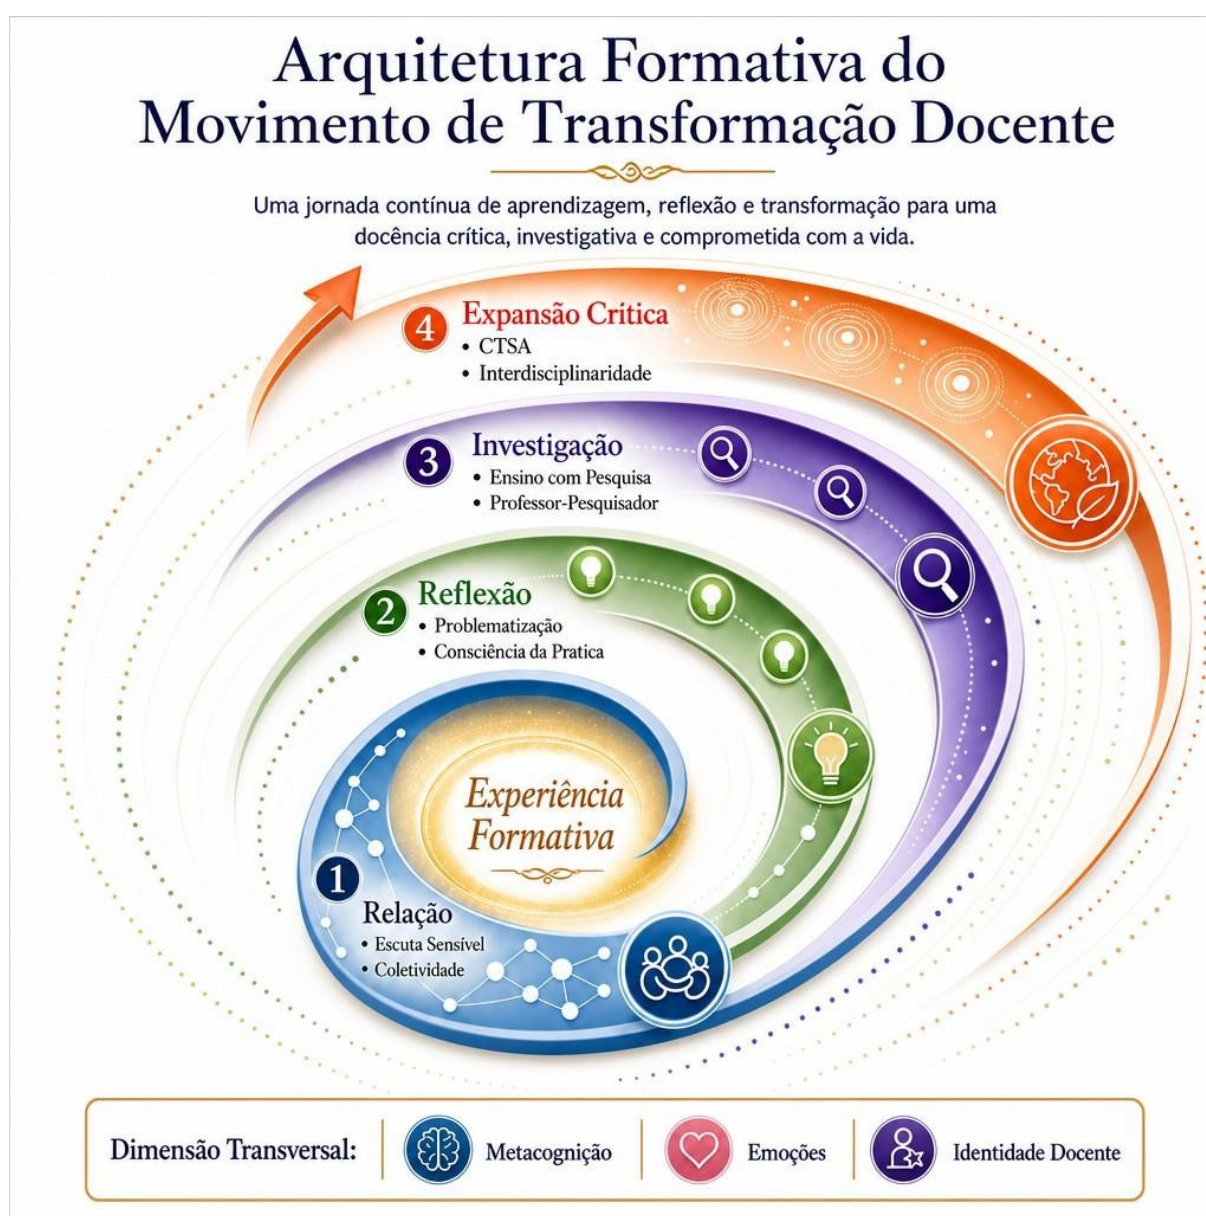 Arquitetura Formativa do
Movimento de Transformação Docente
Uma jornada contínua de aprendizagem, reflexão e transformação para uma
docência crítica, investigativa e comprometida com a vida.
4
Expansão Crítica
• CTSA
• Interdisciplinaridade
3
Investigação
• Ensino com Pesquisa
• Professor-Pesquisador
2
Reflexão
• Problematização
• Consciência da Pratica
Experiência
Formativa
1
Relação
• Escuta Sensível
• Coletividade
Dimensão Transversal:
Metacognição
Emoções
Identidade Docente